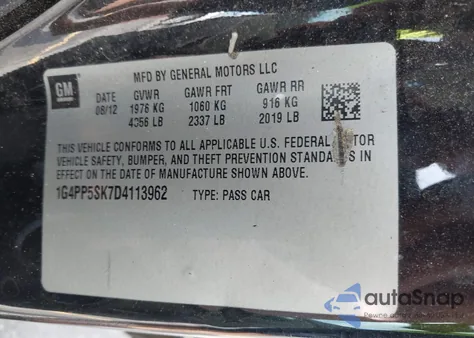 GM
MFD BY GENERAL MOTORS LLC
DATE GVWR GAWR FRT GAWR RR
08/12 1976 KG 1060 KG 916 KG
4356 LB 2337 LB 2019 LB
THIS VEHICLE CONFORMS TO ALL APPLICABLE U.S. FEDERAL MOTOR
VEHICLE SAFETY, BUMPER, AND THEFT PREVENTION STANDARDS IN
EFFECT ON THE DATE OF MANUFACTURE SHOWN ABOVE.
1G4PP5SK7D4113962 TYPE: PASS CAR
autoSnap